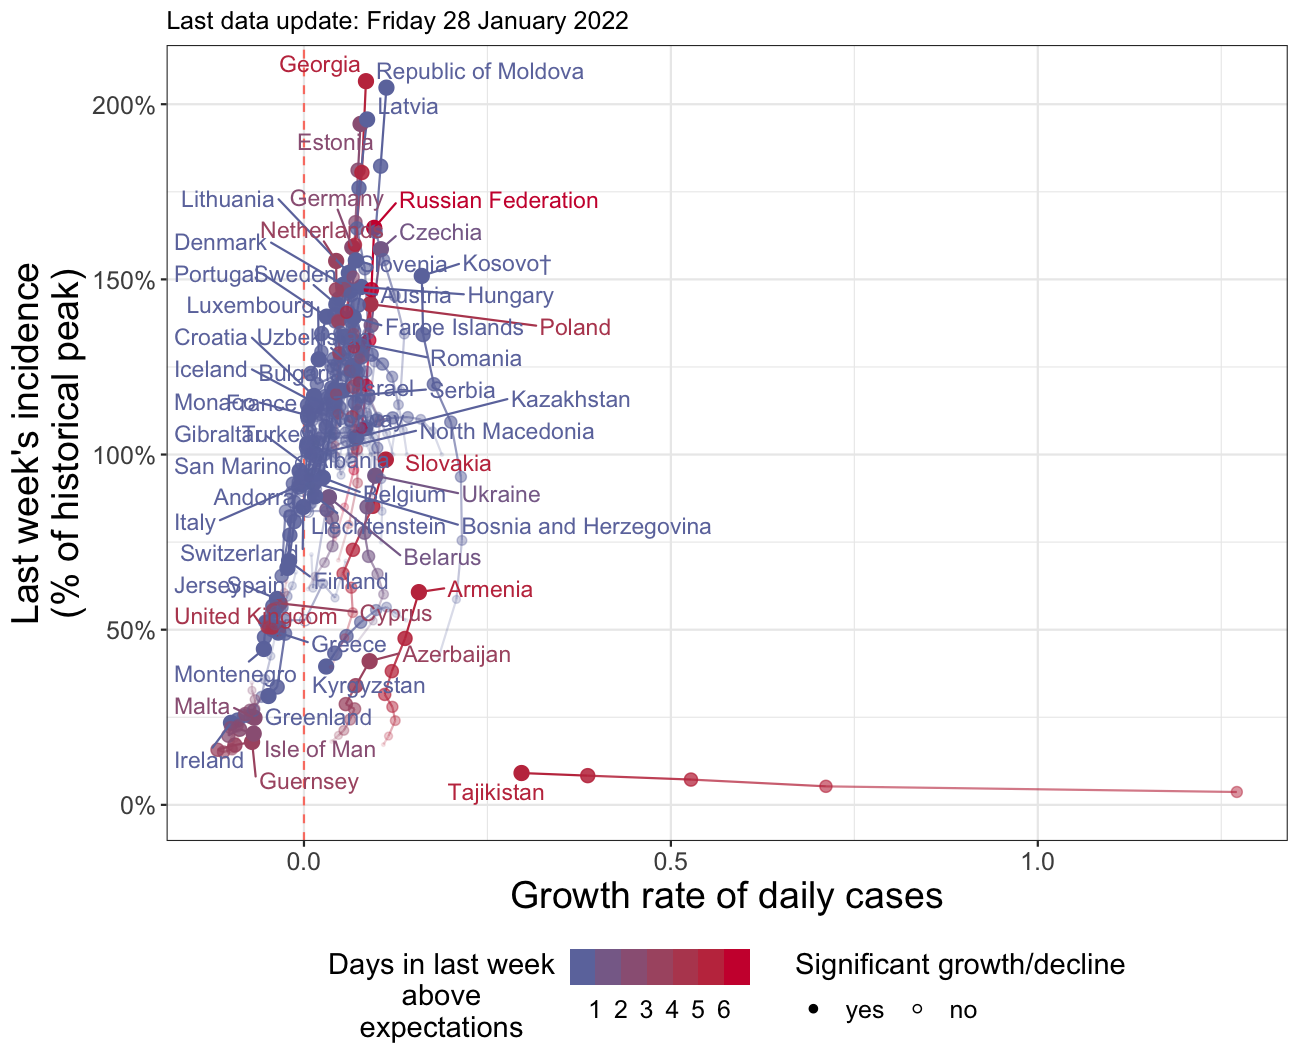 Last data update: Friday 28 January 2022
Last week's incidence
(% of historical peak)
200%
150%
100%
50%
0%
Georgia
Republic of Moldova
Latvia
Estonia
Lithuania
Germany
Russian Federation
Netherlands
Czechia
Denmark
Slovenia
Kosovo†
Portugal
Sweden
Austria
Hungary
Luxembourg
Faroe Islands
Poland
Croatia
Romania
Iceland
Bulgaria
Israel
Serbia
Kazakhstan
Monaco
France
Gibraltar
Turkey
North Macedonia
San Marino
Albania
Slovakia
Andorra
Belgium
Ukraine
Italy
Liechtenstein
Bosnia and Herzegovina
Switzerland
Belarus
Jersey
Spain
Finland
Armenia
United Kingdom
Cyprus
Greece
Azerbaijan
Montenegro
Kyrgyzstan
Malta
Greenland
Ireland
Isle of Man
Guernsey
Tajikistan
0.0
0.5
1.0
Growth rate of daily cases
Days in last week
above
expectations
1 2 3 4 5 6
Significant growth/decline
yes
no